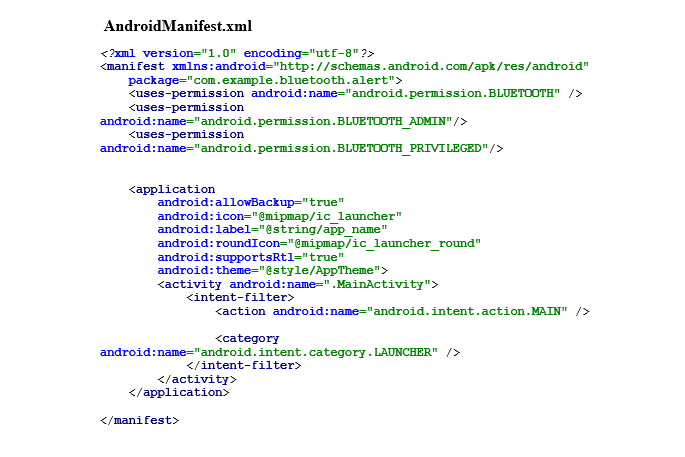 AndroidManifest.xml
<?xml version="1.0" encoding="utf-8"?>
<manifest xmlns:android="http://schemas.android.com/apk/res/android"
    package="com.example.bluetooth.alert">
    <uses-permission android:name="android.permission.BLUETOOTH" />
    <uses-permission
android:name="android.permission.BLUETOOTH_ADMIN"/>
    <uses-permission
android:name="android.permission.BLUETOOTH_PRIVILEGED"/>
    <application
        android:allowBackup="true"
        android:icon="@mipmap/ic_launcher"
        android:label="@string/app_name"
        android:roundIcon="@mipmap/ic_launcher_round"
        android:supportsRtl="true"
        android:theme="@style/AppTheme">
        <activity android:name=".MainActivity">
            <intent-filter>
                <action android:name="android.intent.action.MAIN" />
                <category
android:name="android.intent.category.LAUNCHER" />
            </intent-filter>
        </activity>
    </application>
</manifest>